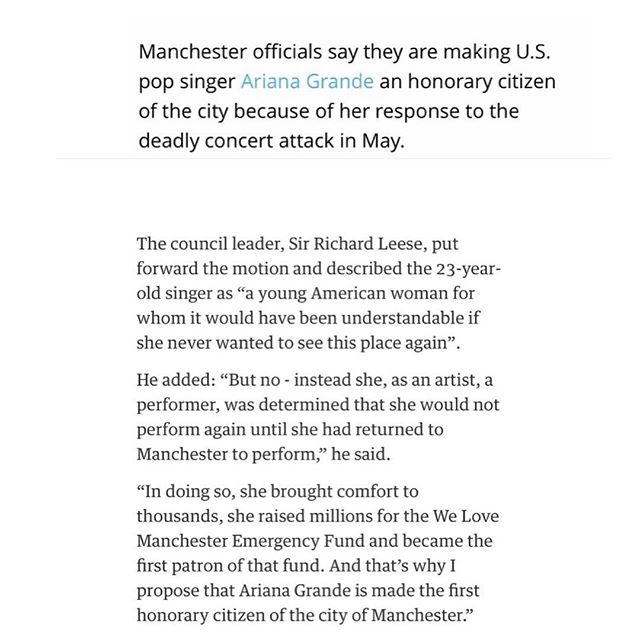 Manchester officials say they are making U.S.
pop singer Ariana Grande an honorary citizen
of the city because of her response to the
deadly concert attack in May.
The council leader, Sir Richard Leese, put
forward the motion and described the 23-year-
old singer as “a young American woman for
whom it would have been understandable if
she never wanted to see this place again”.
He added: “But no - instead she, as an artist, a
performer, was determined that she would not
perform again until she had returned to
Manchester to perform,” he said.
“In doing so, she brought comfort to
thousands, she raised millions for the We Love
Manchester Emergency Fund and became the
first patron of that fund. And that’s why I
propose that Ariana Grande is made the first
honorary citizen of the city of Manchester.”